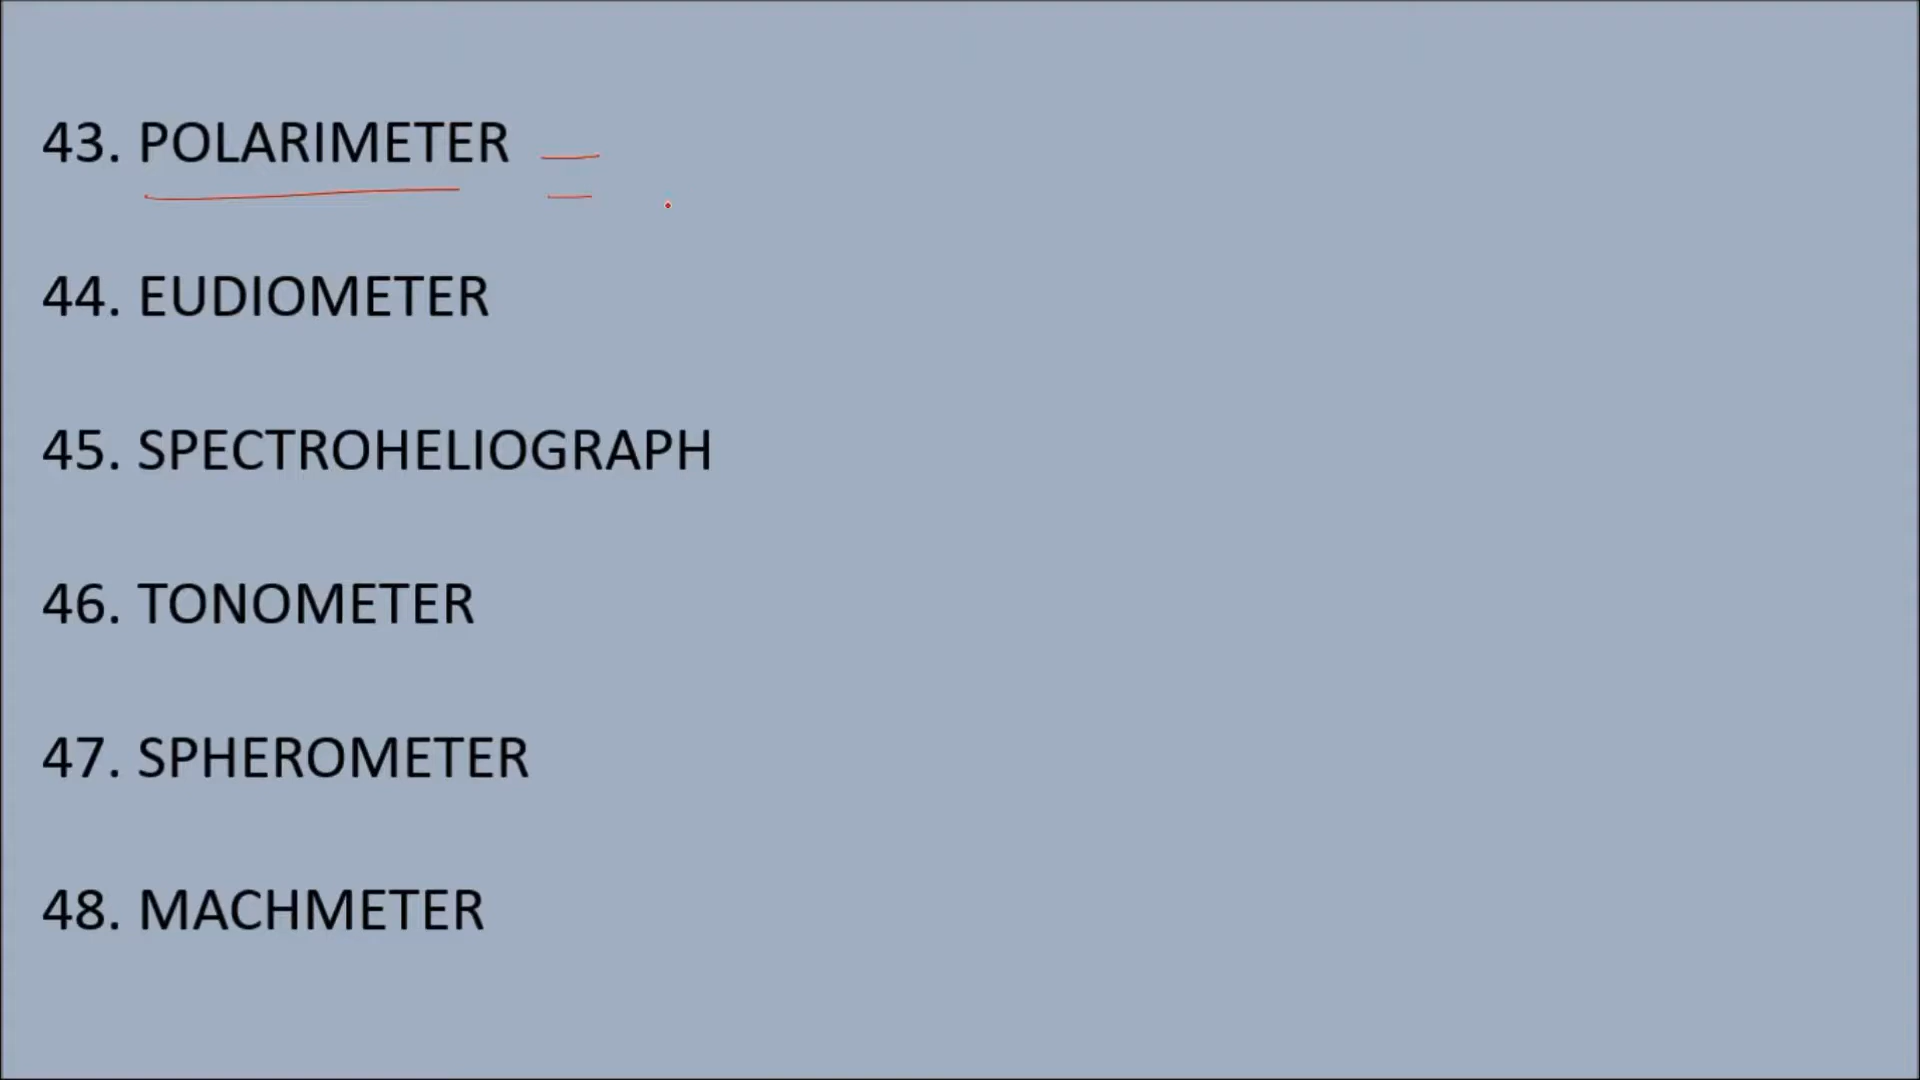 43. POLARIMETER =
44. EUDIOMETER
45. SPECTROHELIOGRAPH
46. TONOMETER
47. SPHEROMETER
48. MACHMETER